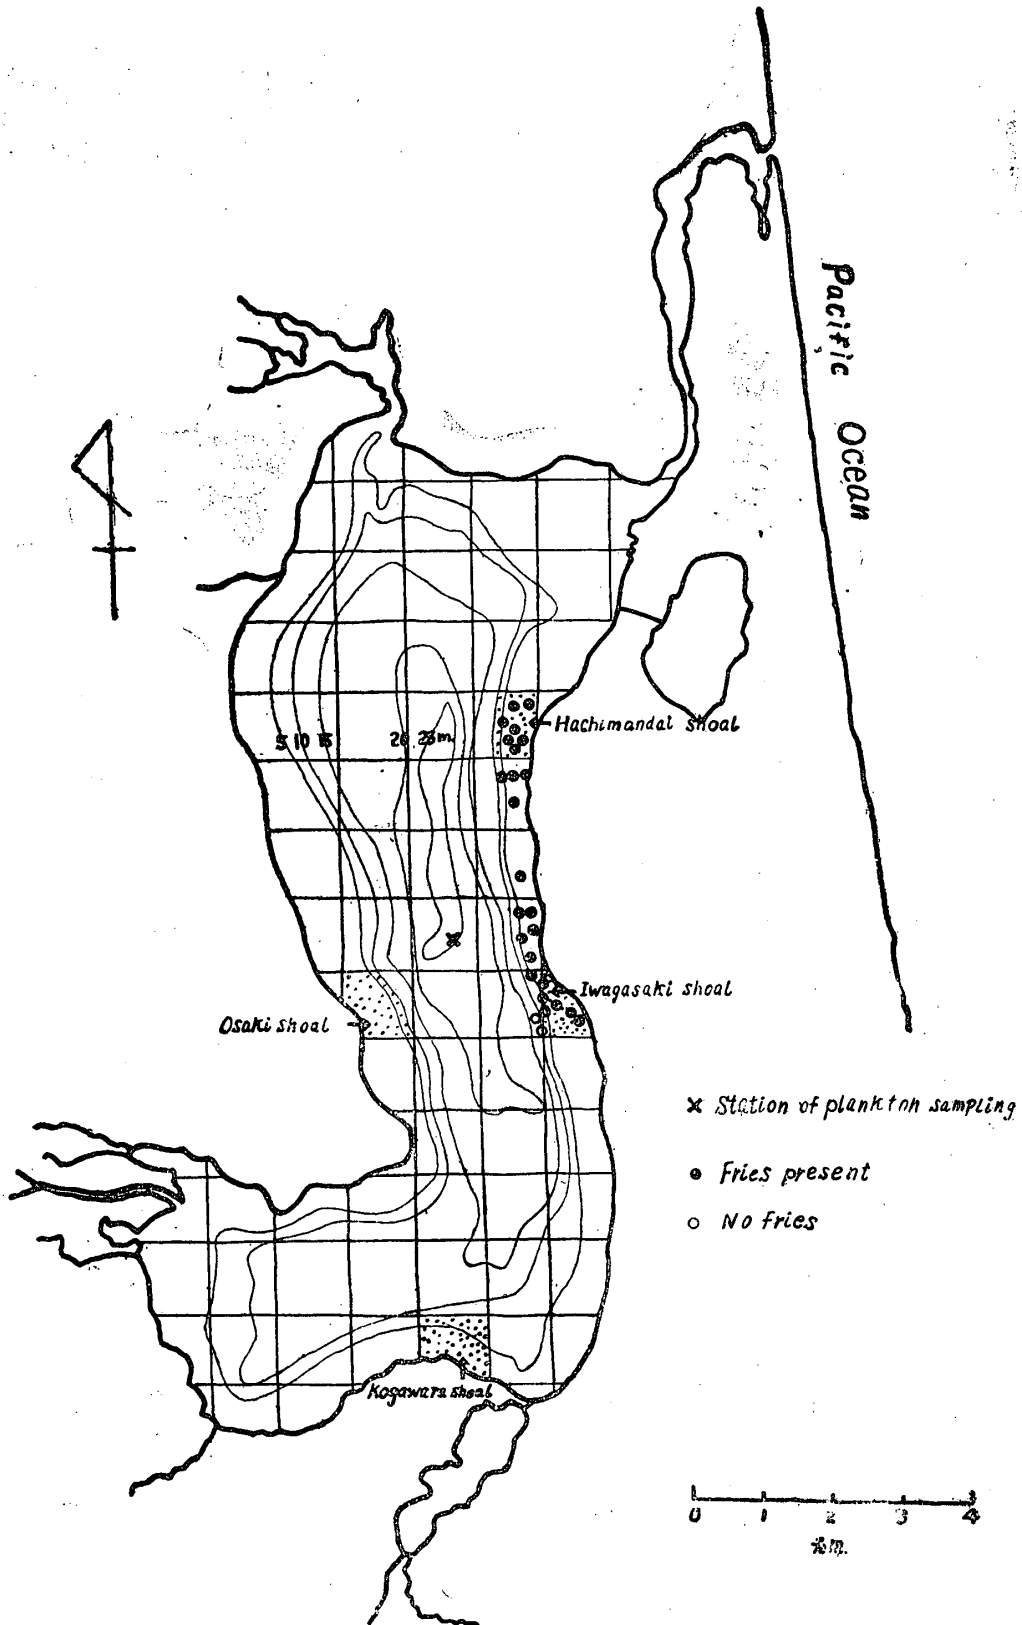 Pacific Ocean
Hachimandai shoal
5 10 15 20 25m.
Iwagasaki shoal
Osaki shoal
Station of plankton sampling
Fries present
No fries
Kogawara shoal
0 1 2 3 4
km.